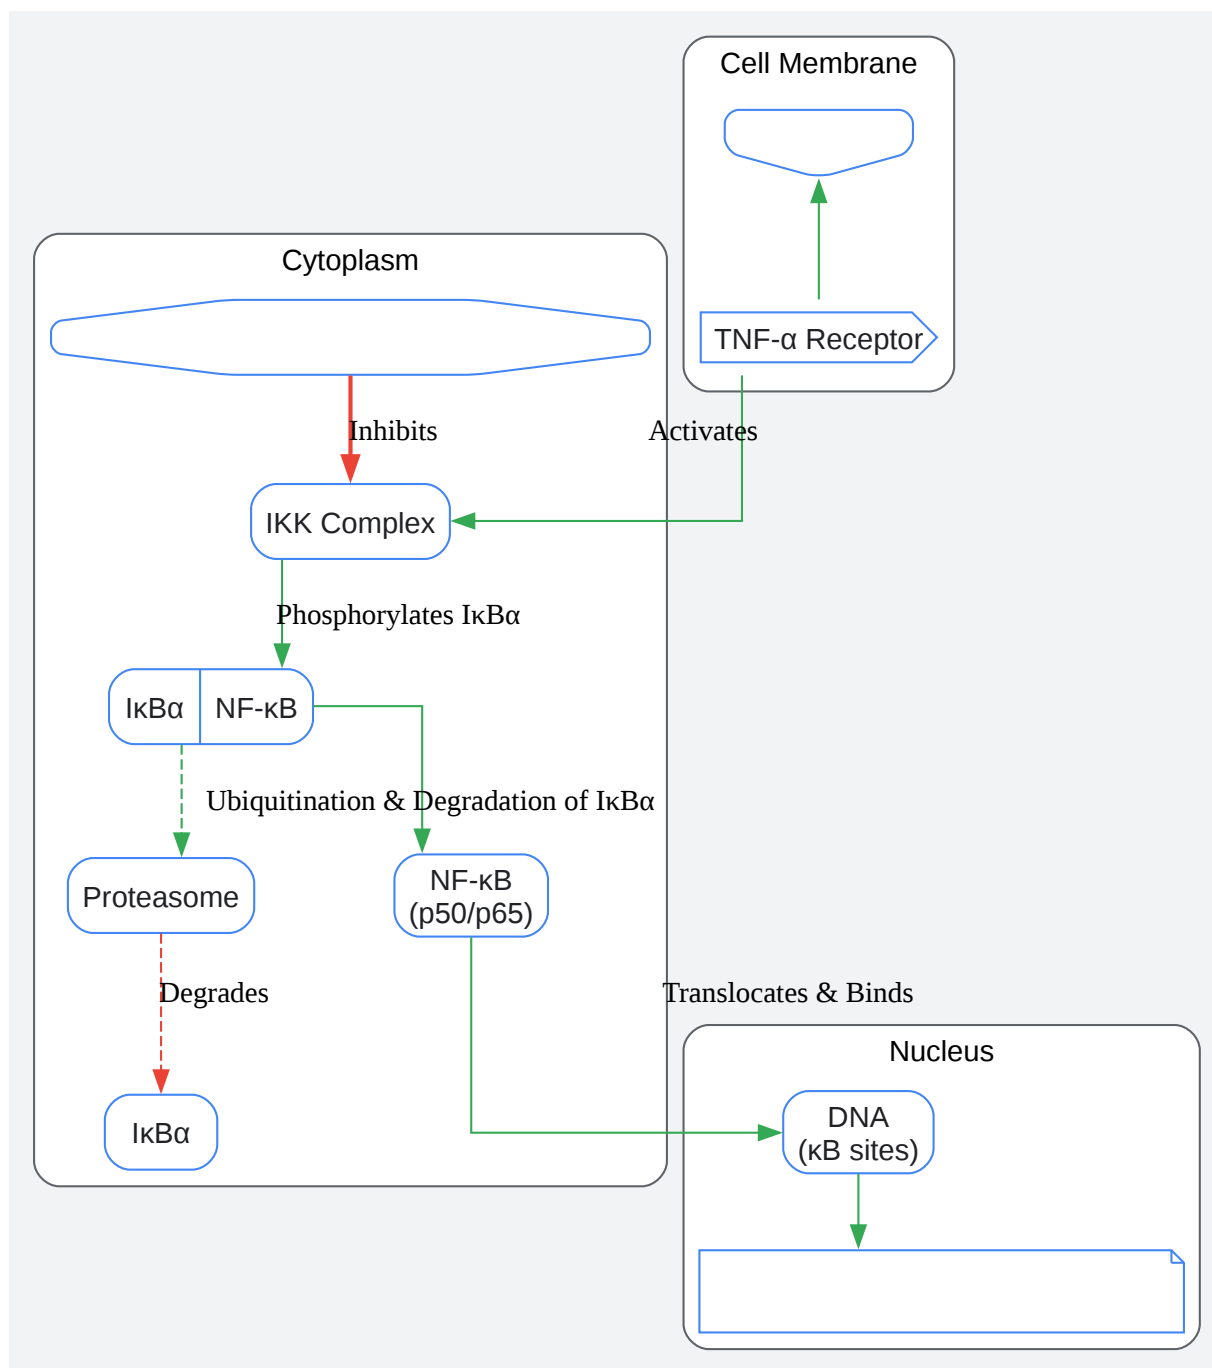 Cell Membrane
TNF-α Receptor
Cytoplasm
Inhibits
Activates
IKK Complex
Phosphorylates IκBα
IκBα
NF-κB
Ubiquitination & Degradation of IκBα
Proteasome
NF-κB
(p50/p65)
Degrades
Translocates & Binds
IκBα
Nucleus
DNA
(κB sites)